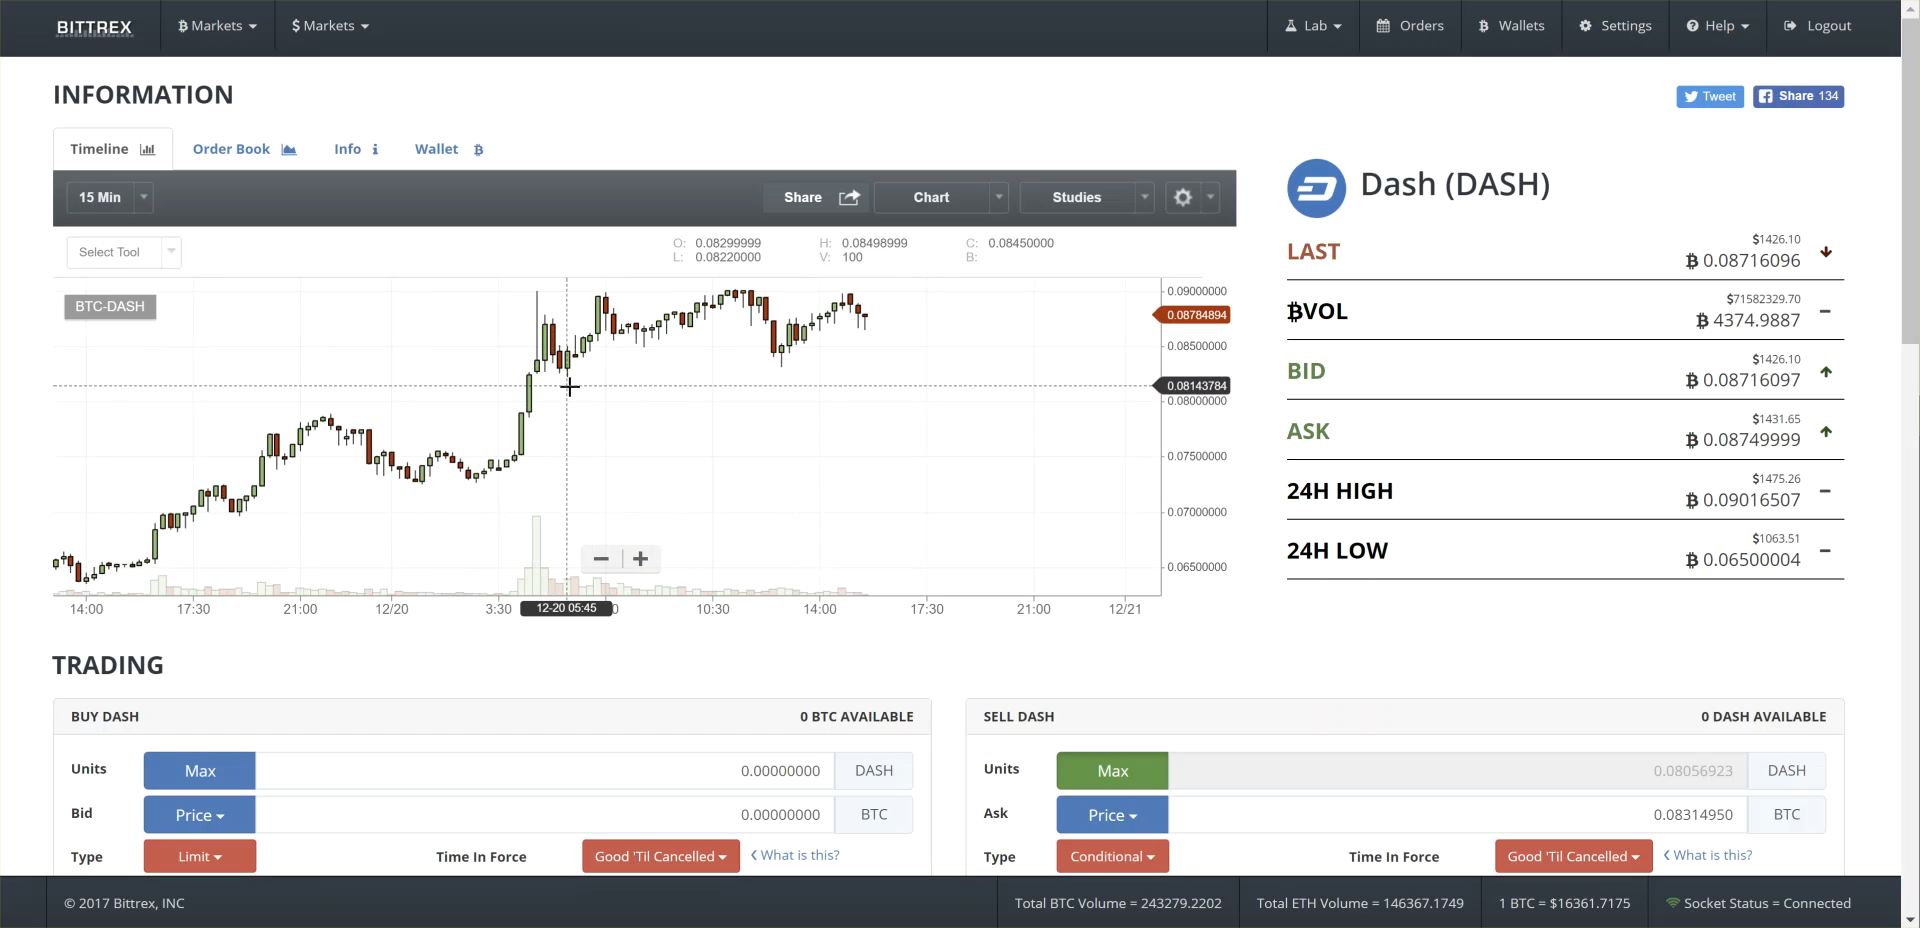 BITTREX
Markets
$ Markets
Lab
Orders
Wallets
Settings
Help
Logout
INFORMATION
Tweet
Share 134
Timeline
Order Book
Info
Wallet
15 Min
Share
Chart
Studies
Select Tool
O: 0.08299999 H: 0.08498999 C: 0.08450000
L: 0.08220000 V: 100 B:
BTC-DASH
0.09000000
0.08784894
0.08500000
0.08143784
0.08000000
0.07500000
0.07000000
0.06500000
14:00 17:30 21:00 12/20 3:30 12-20 05:45 0 10:30 14:00 17:30 21:00 12/21
Dash (DASH)
LAST
$1426.10
₿ 0.08716096
₿VOL
$71582329.70
₿ 4374.9887
BID
$1426.10
₿ 0.08716097
ASK
$1431.65
₿ 0.08749999
24H HIGH
$1475.26
₿ 0.09016507
24H LOW
$1063.51
₿ 0.06500004
TRADING
BUY DASH 0 BTC AVAILABLE
Units Max 0.00000000 DASH
Bid Price 0.00000000 BTC
Type Limit Time In Force Good 'Til Cancelled What is this?
SELL DASH 0 DASH AVAILABLE
Units Max 0.08056923 DASH
Ask Price 0.08314950 BTC
Type Conditional Time In Force Good 'Til Cancelled What is this?
© 2017 Bittrex, INC
Total BTC Volume = 243279.2202
Total ETH Volume = 146367.1749
1 BTC = $16361.7175
Socket Status = Connected